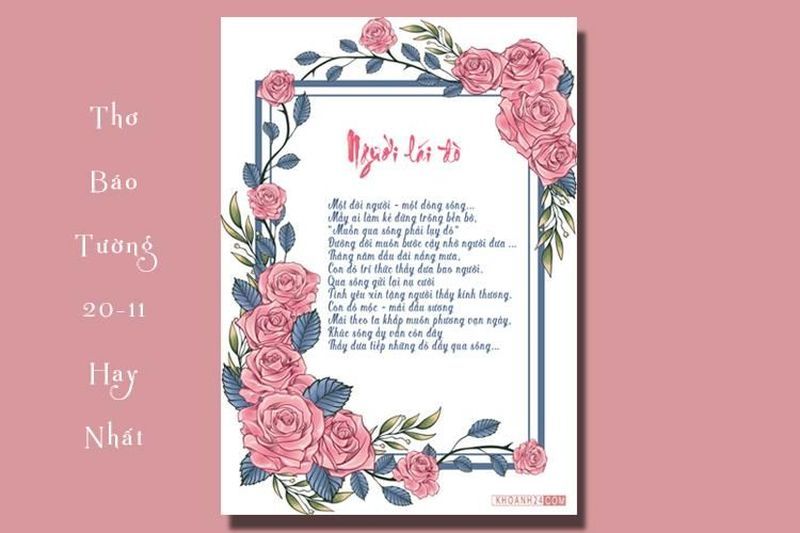 Thơ
Báo
Tường
20-11
Hay
Nhất
Người lái đò
Một đời người - một dòng sông...
Mấy ai làm kẻ đứng trông bến bờ,
"Muốn qua sông phải lụy đò"
Đường đời muôn bước cậy nhờ người đưa ...
Tháng năm dầu dãi nắng mưa,
Con đò trí thức thầy đưa bao người.
Qua sông gửi lại nụ cười
Tình yêu xin tặng người thầy kính thương.
Con đò mộc - mái đầu sương
Mãi theo ta khắp muôn phương vạn ngày,
Khúc sông ấy vẫn còn đây
Thầy đưa tiếp những đò đầy qua sông...
KHOANH24.COM